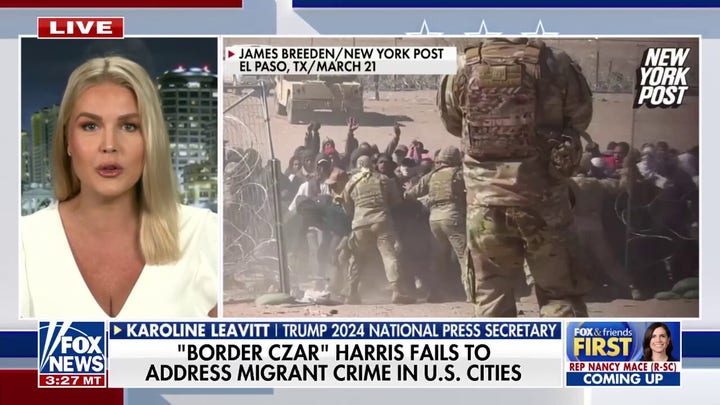 LIVE
JAMES BREEDEN/NEW YORK POST
EL PASO, TX/MARCH 21
NEW
YORK
POST
KAROLINE LEAVITT | TRUMP 2024 NATIONAL PRESS SECRETARY
"BORDER CZAR" HARRIS FAILS TO
ADDRESS MIGRANT CRIME IN U.S. CITIES
FOX
NEWS
3:27 MT
FOX & friends
FIRST
REP NANCY MACE (R-SC)
COMING UP